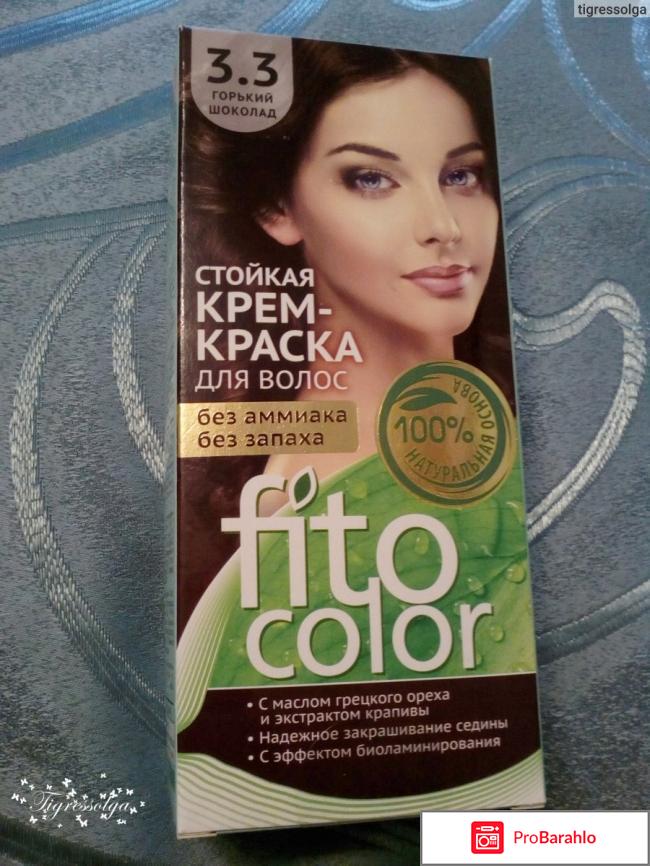 tigressolga
3.3
ГОРЬКИЙ
ШОКОЛАД
СТОЙКАЯ
КРЕМ-
КРАСКА
ДЛЯ ВОЛОС
без аммиака
без запаха
100%
НАТУРАЛЬНАЯ ОСНОВА
fito
color
• С маслом грецкого ореха
и экстрактом крапивы
• Надежное закрашивание седины
• С эффектом биоламинирования
Tigressolga
ProBarahlo